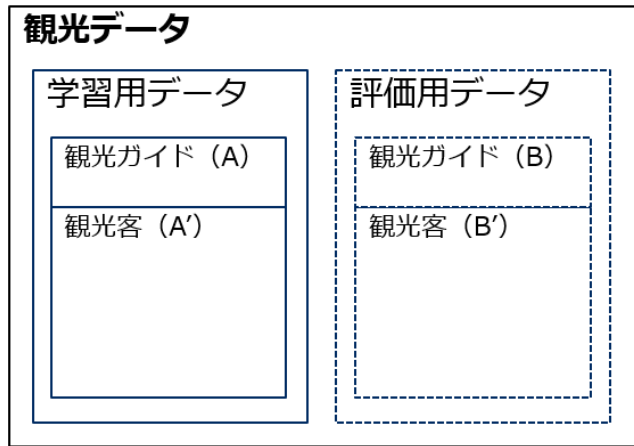 観光データ
学習用データ
観光ガイド（A）
観光客（A’）
評価用データ
観光ガイド（B）
観光客（B’）